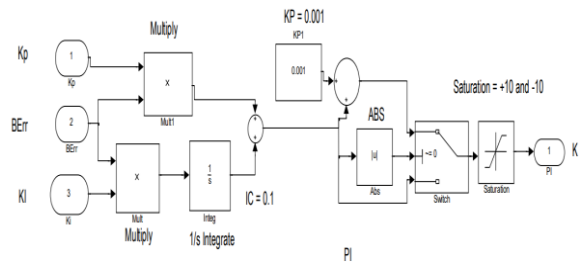 Multiply
KP = 0.001
KP1
Kp
1
Kp
x
Mult1
0.001
Saturation = +10 and -10
BErr
2
BErr
ABS
|u|
Abs
~= 0
Switch
Saturation
1
PI
K
KI
3
Ki
x
Mult
Multiply
1
s
Integ
IC = 0.1
1/s Integrate
PI